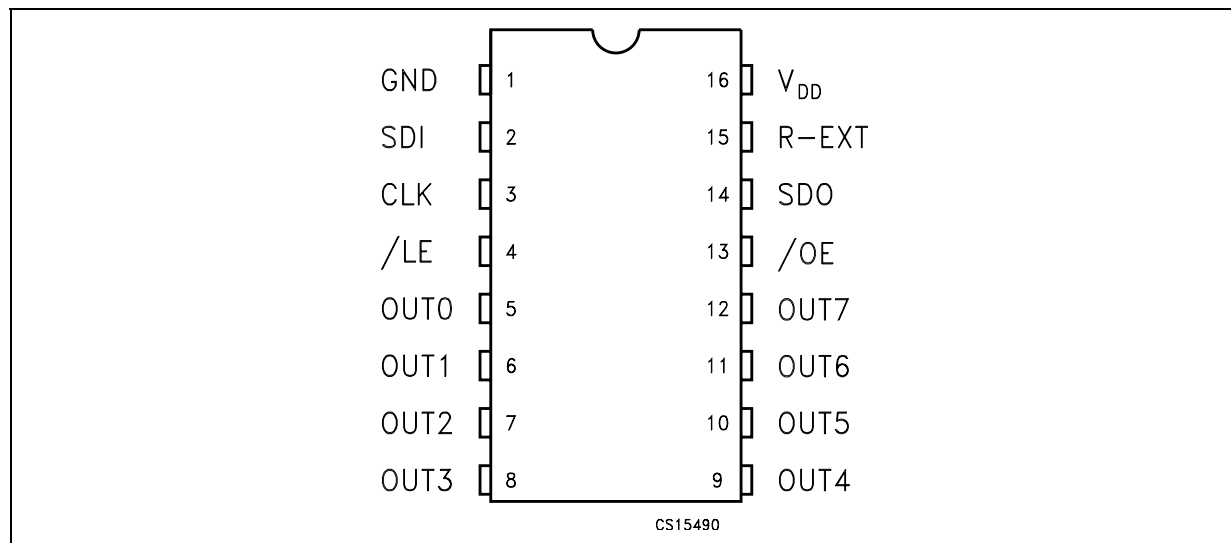 GND 1 16 V_DD
SDI 2 15 R-EXT
CLK 3 14 SDO
/LE 4 13 /OE
OUT0 5 12 OUT7
OUT1 6 11 OUT6
OUT2 7 10 OUT5
OUT3 8 9 OUT4
CS15490